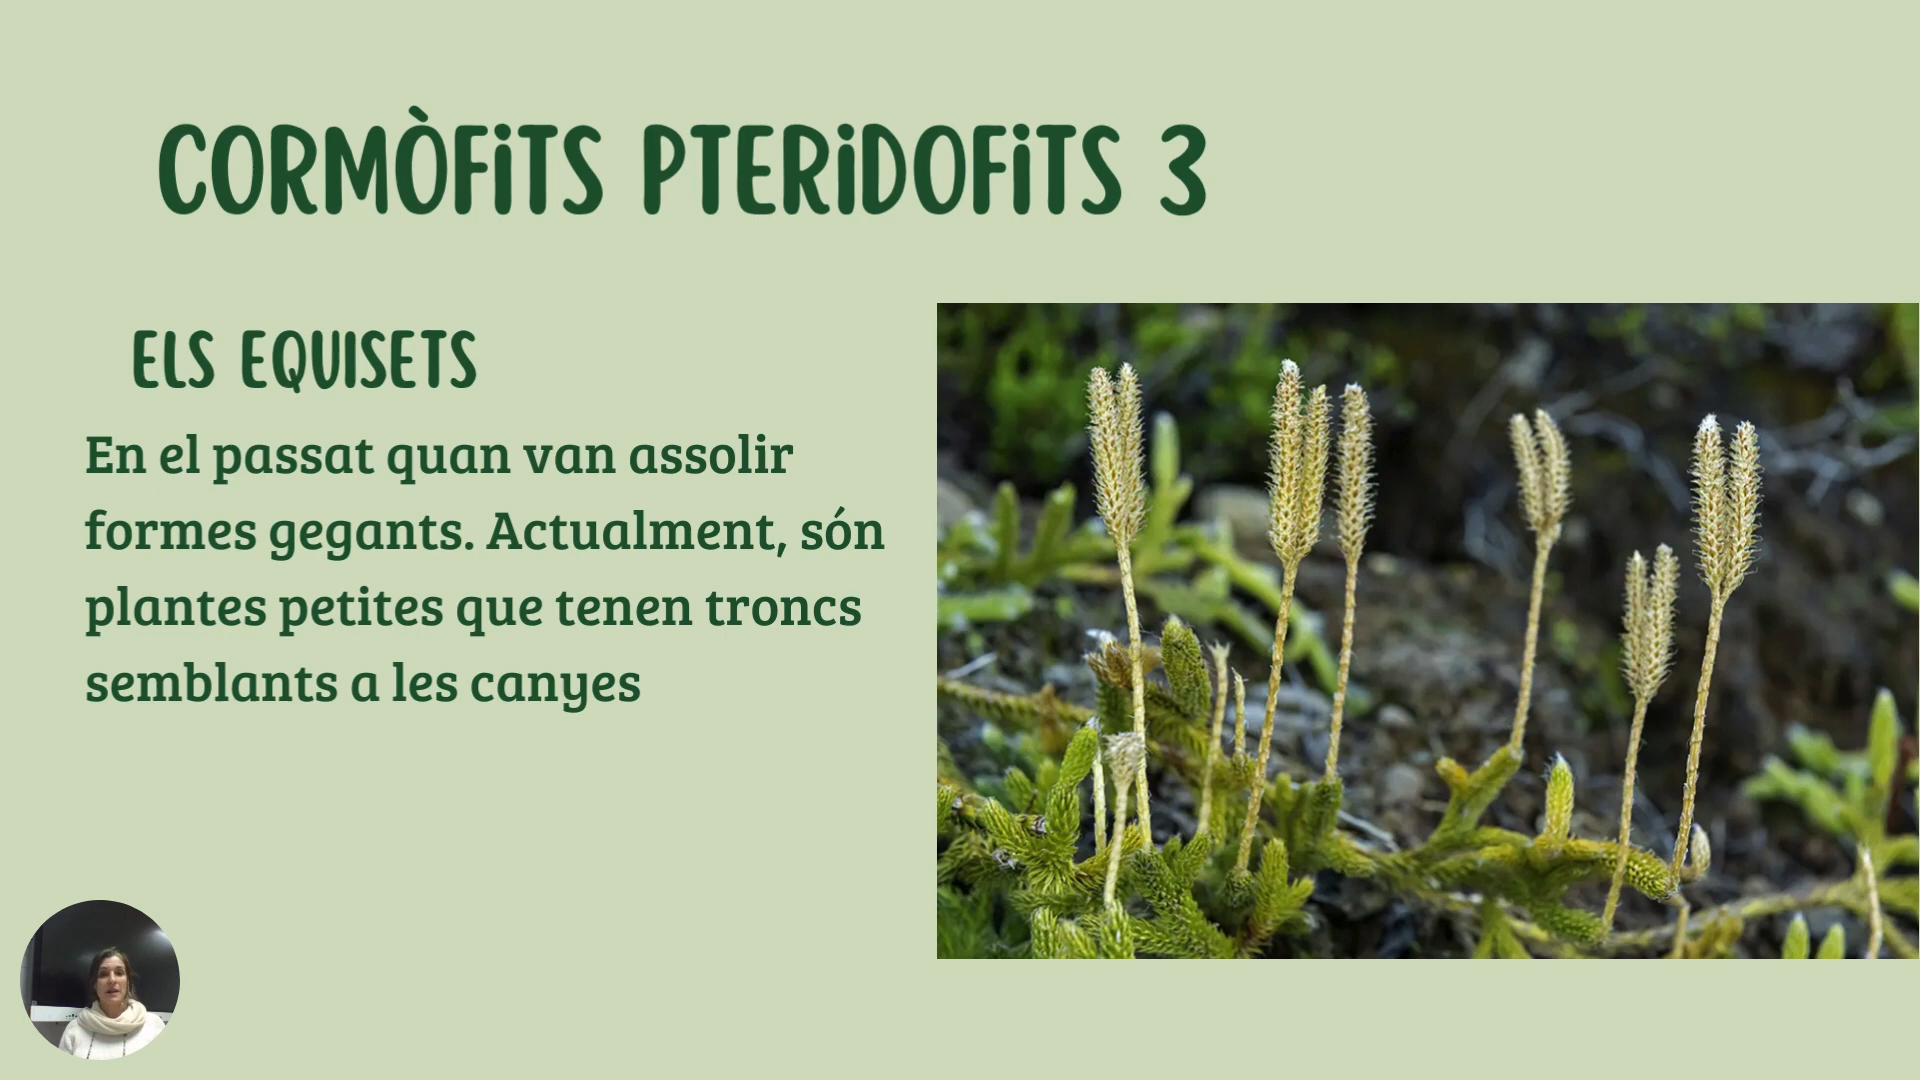 CORMÒFiTS PTERiDOFiTS 3
ELS EQUISETS
En el passat quan van assolir
formes gegants. Actualment, són
plantes petites que tenen troncs
semblants a les canyes